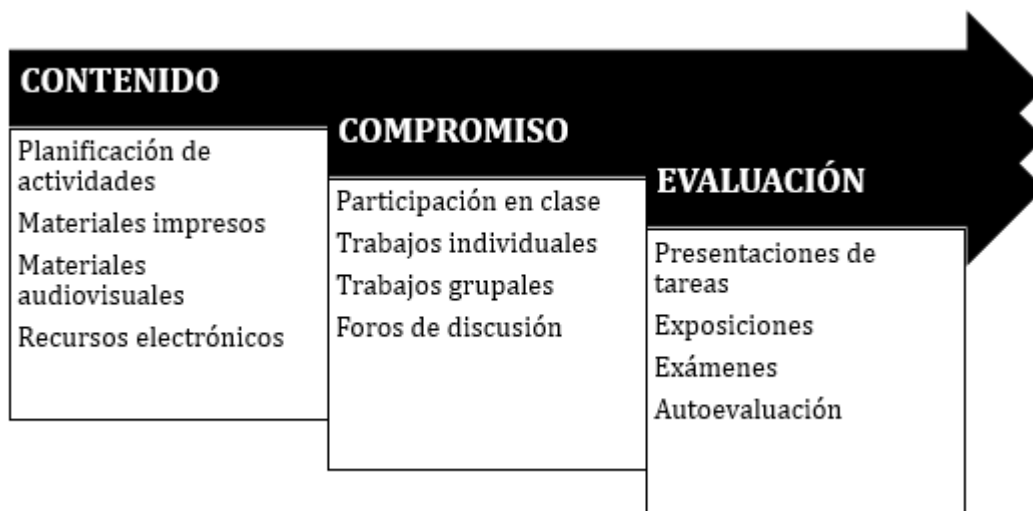 CONTENIDO
Planificación de
actividades
Materiales impresos
Materiales
audiovisuales
Recursos electrónicos
COMPROMISO
Participación en clase
Trabajos individuales
Trabajos grupales
Foros de discusión
EVALUACIÓN
Presentaciones de
tareas
Exposiciones
Exámenes
Autoevaluación